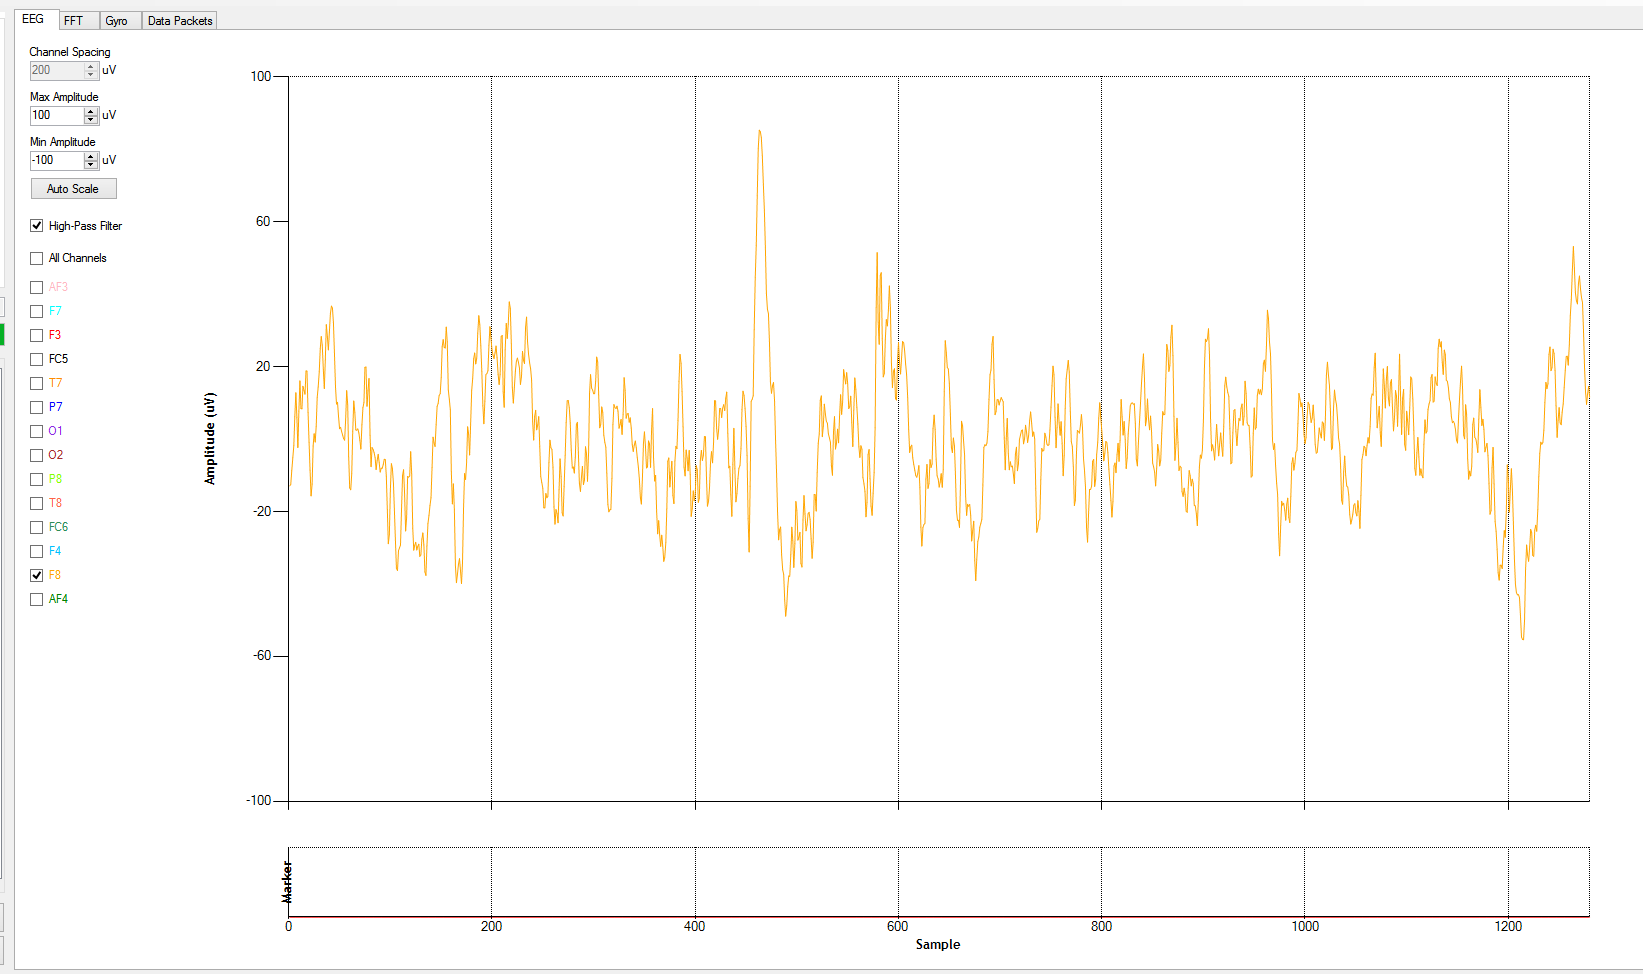 EEG FFT Gyro Data Packets
Channel Spacing
200 uV
Max Amplitude
100 uV
Min Amplitude
-100 uV
Auto Scale
High-Pass Filter
All Channels
AF3
F7
F3
FC5
T7
P7
O1
O2
P8
T8
FC6
F4
F8
AF4
Amplitude (uV)
100
60
20
-20
-60
-100
Marker
0 200 400 600 800 1000 1200
Sample